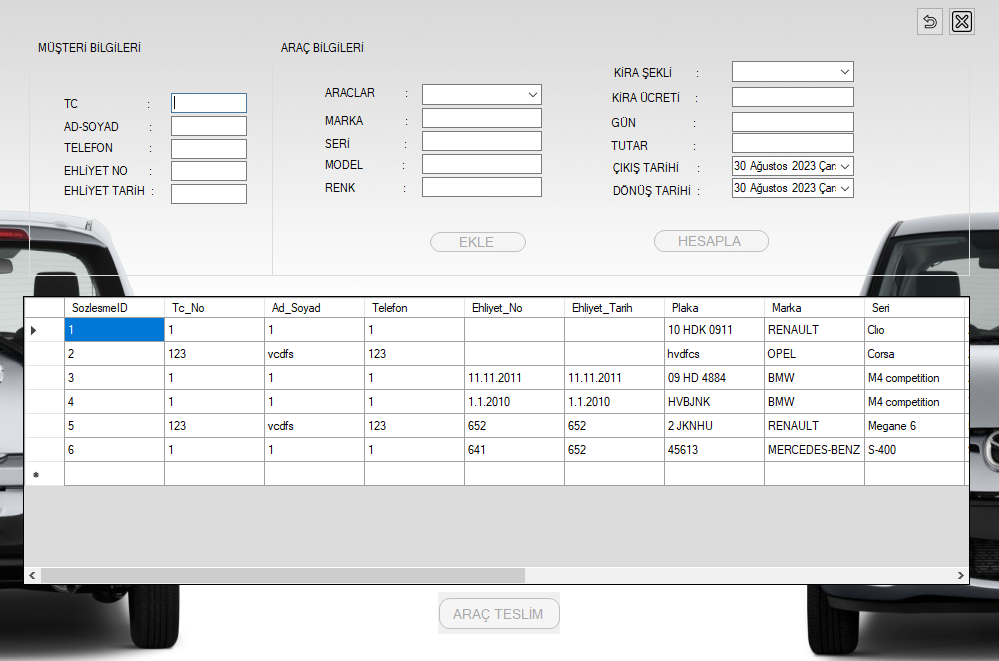 MÜŞTERİ BİLGİLERİ
TC :
AD-SOYAD :
TELEFON :
EHLİYET NO :
EHLİYET TARİH :
ARAÇ BİLGİLERİ
ARACLAR :
MARKA :
SERİ :
MODEL :
RENK :
EKLE
KİRA ŞEKLİ :
KİRA ÜCRETİ :
GÜN :
TUTAR :
ÇIKIŞ TARİHİ : 30 Ağustos 2023 Çar
DÖNÜŞ TARİHİ : 30 Ağustos 2023 Çar
HESAPLA
SozlesmeID Tc_No Ad_Soyad Telefon Ehliyet_No Ehliyet_Tarih Plaka Marka Seri
1 1 1 1 10 HDK 0911 RENAULT Clıo
2 123 vcdfs 123 hvdfcs OPEL Corsa
3 1 1 1 11.11.2011 11.11.2011 09 HD 4884 BMW M4 competition
4 1 1 1 1.1.2010 1.1.2010 HVBJNK BMW M4 competition
5 123 vcdfs 123 652 652 2 JKNHU RENAULT Megane 6
6 1 1 1 641 652 45613 MERCEDES-BENZ S-400
ARAÇ TESLİM